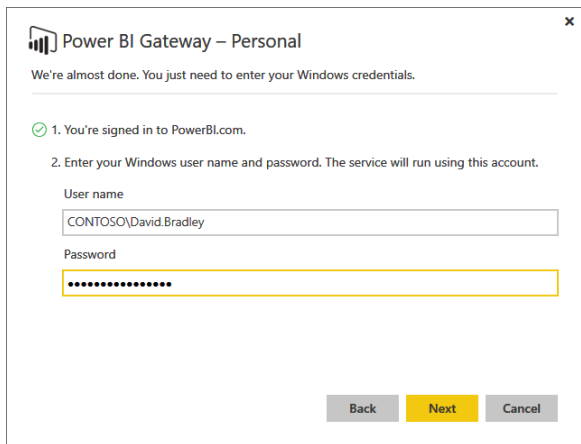 Power BI Gateway – Personal
We're almost done. You just need to enter your Windows credentials.
1. You're signed in to PowerBI.com.
2. Enter your Windows user name and password. The service will run using this account.
User name
CONTOSO\David.Bradley
Password
••••••••••••••••
Back Next Cancel